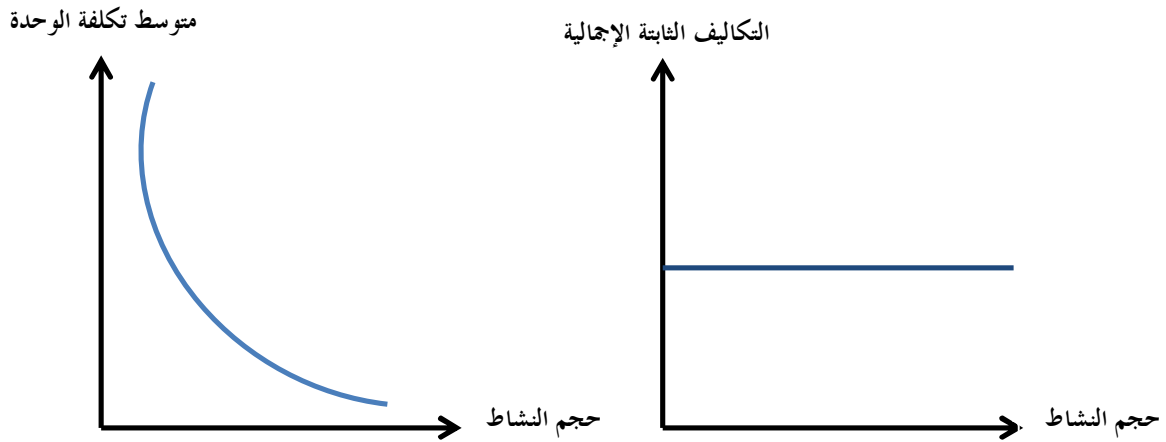 التكاليف الثابتة الإجمالية
متوسط تكلفة الوحدة
حجم النشاط
حجم النشاط